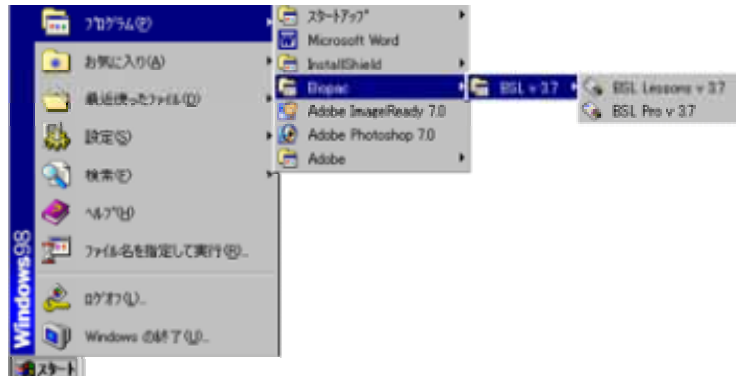 プログラム(P)
お気に入り(A)
最近使ったファイル(D)
設定(S)
検索(F)
ヘルプ(H)
ファイル名を指定して実行(R)...
ログオフ(L)...
Windows の終了(U)...
Windows98
スタート
スタートアップ
Microsoft Word
InstallShield
Biopac
Adobe ImageReady 7.0
Adobe Photoshop 7.0
Adobe
BSL v 3.7
BSL Lessons v 3.7
BSL Pro v 3.7